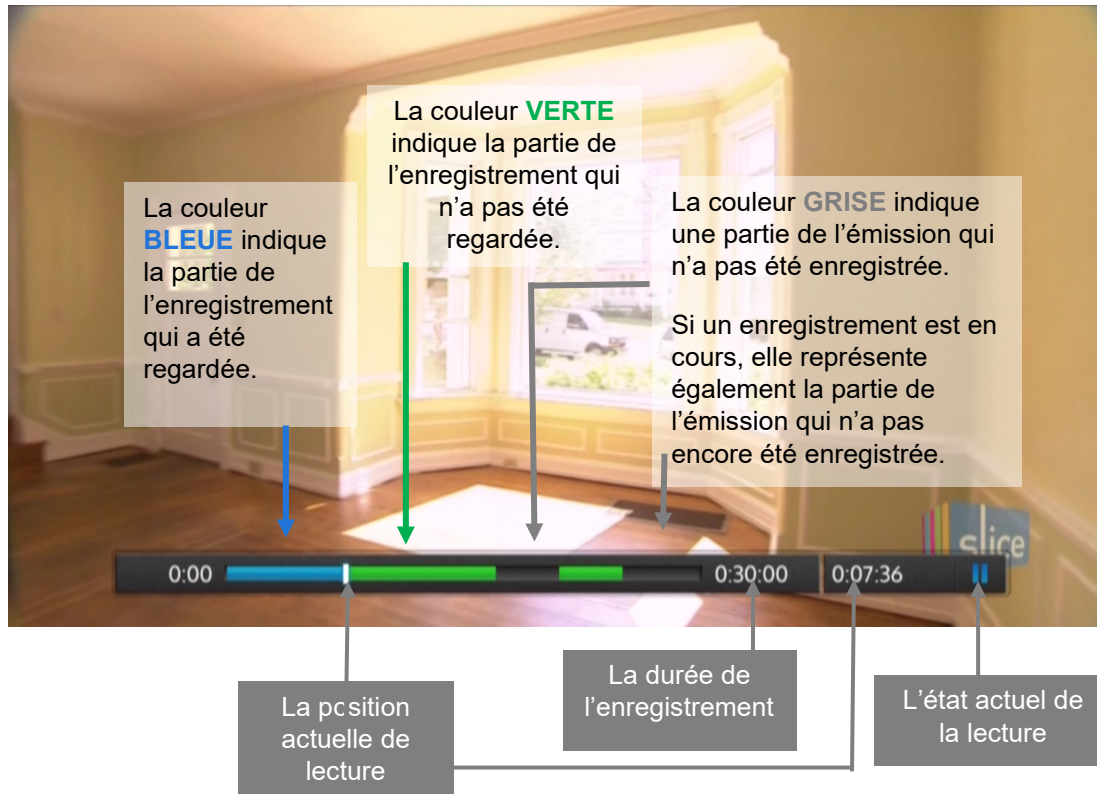 La couleur VERTE
indique la partie de
l’enregistrement qui
n’a pas été
regardée.
La couleur
BLEUE indique
la partie de
l’enregistrement
qui a été
regardée.
La couleur GRISE indique
une partie de l’émission qui
n’a pas été enregistrée.
Si un enregistrement est en
cours, elle représente
également la partie de
l’émission qui n’a pas
encore été enregistrée.
slice
0:00 0:30:00 0:07:36
La position
actuelle de
lecture
La durée de
l’enregistrement
L’état actuel de
la lecture